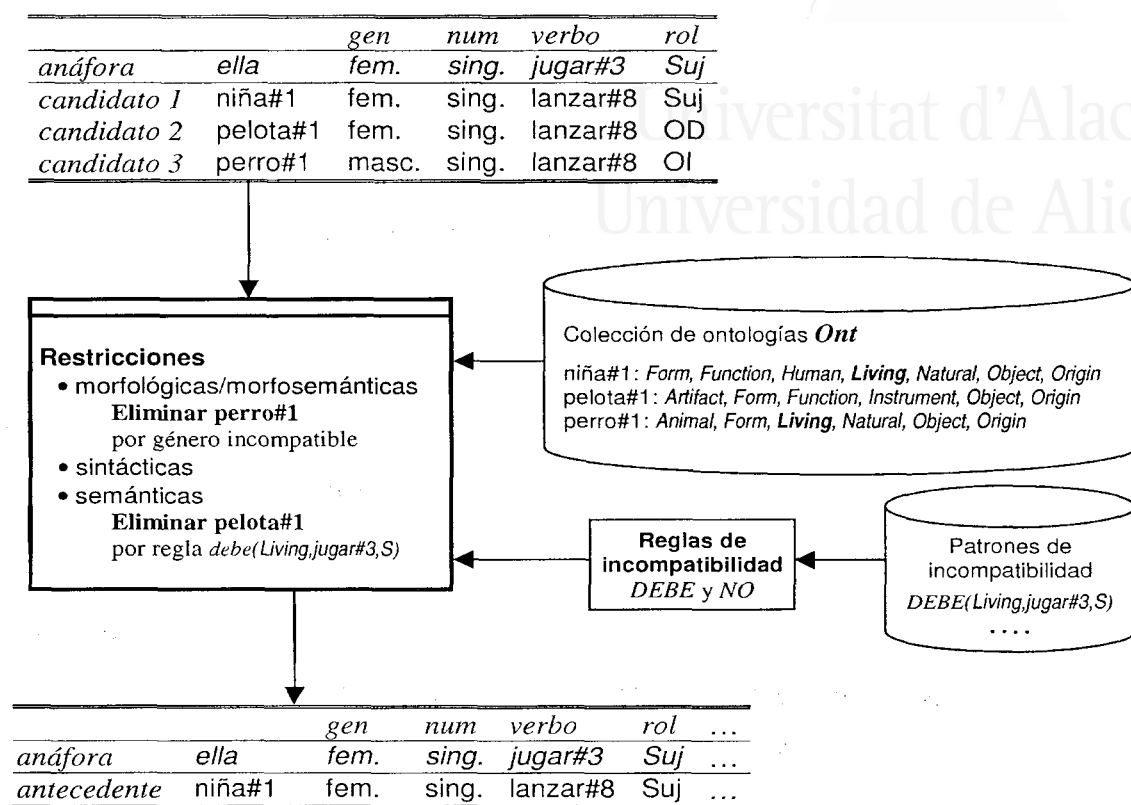 gen num verbo rol
anáfora ella fem. sing. jugar#3 Suj
candidato 1 niña#1 fem. sing. lanzar#8 Suj
candidato 2 pelota#1 fem. sing. lanzar#8 OD
candidato 3 perro#1 masc. sing. lanzar#8 OI
Universitat d'Alac
Universidad de Alic
Restricciones
• morfológicas/morfosemánticas
Eliminar perro#1
por género incompatible
• sintácticas
• semánticas
Eliminar pelota#1
por regla debe(Living,jugar#3,S)
Colección de ontologías Ont
niña#1: Form, Function, Human, Living, Natural, Object, Origin
pelota#1: Artifact, Form, Function, Instrument, Object, Origin
perro#1: Animal, Form, Living, Natural, Object, Origin
Reglas de
incompatibilidad
DEBE y NO
Patrones de
incompatibilidad
DEBE(Living,jugar#3,S)
....
gen num verbo rol ...
anáfora ella fem. sing. jugar#3 Suj ...
antecedente niña#1 fem. sing. lanzar#8 Suj ...